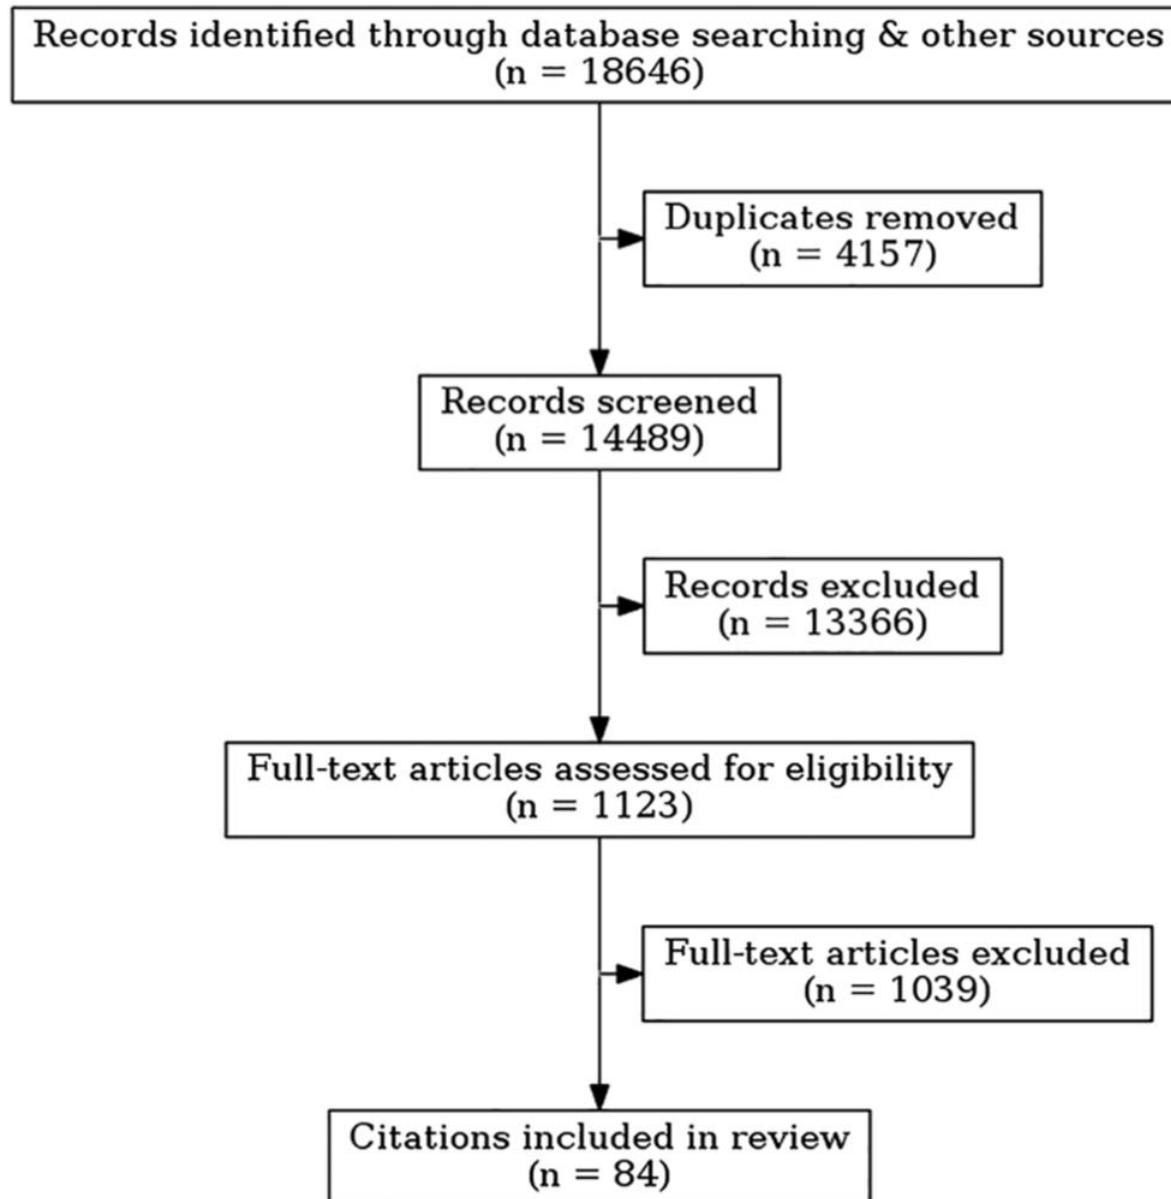 Records identified through database searching & other sources
(n = 18646)
Duplicates removed
(n = 4157)
Records screened
(n = 14489)
Records excluded
(n = 13366)
Full-text articles assessed for eligibility
(n = 1123)
Full-text articles excluded
(n = 1039)
Citations included in review
(n = 84)